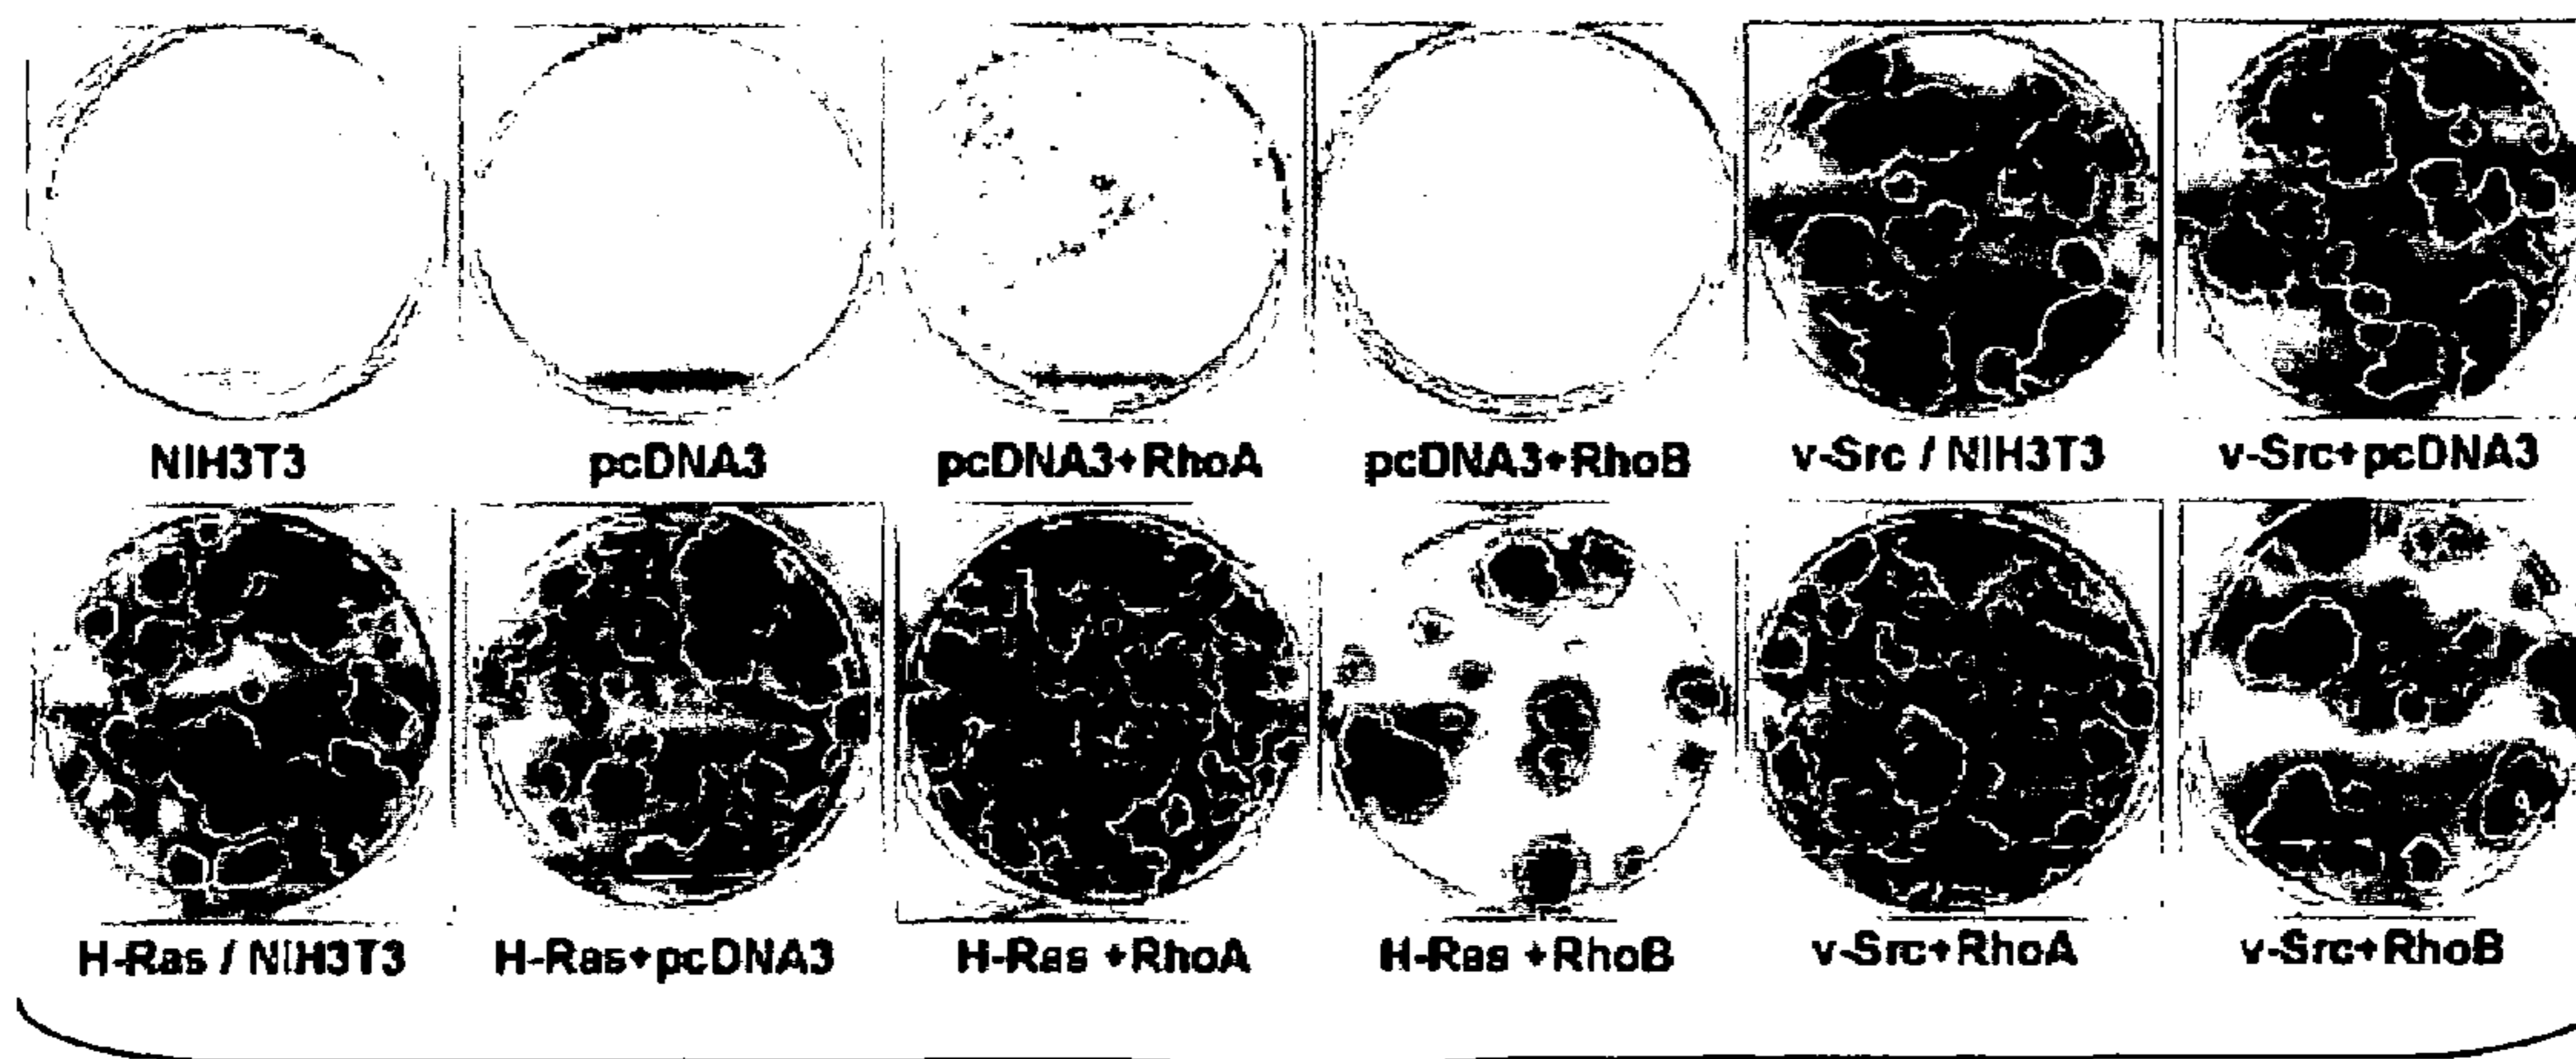 NIH3T3
pcDNA3
pcDNA3+RhoA
pcDNA3+RhoB
v-Src / NIH3T3
v-Src+pcDNA3
H-Ras / NIH3T3
H-Ras+pcDNA3
H-Ras +RhoA
H-Ras +RhoB
v-Src+RhoA
v-Src+RhoB